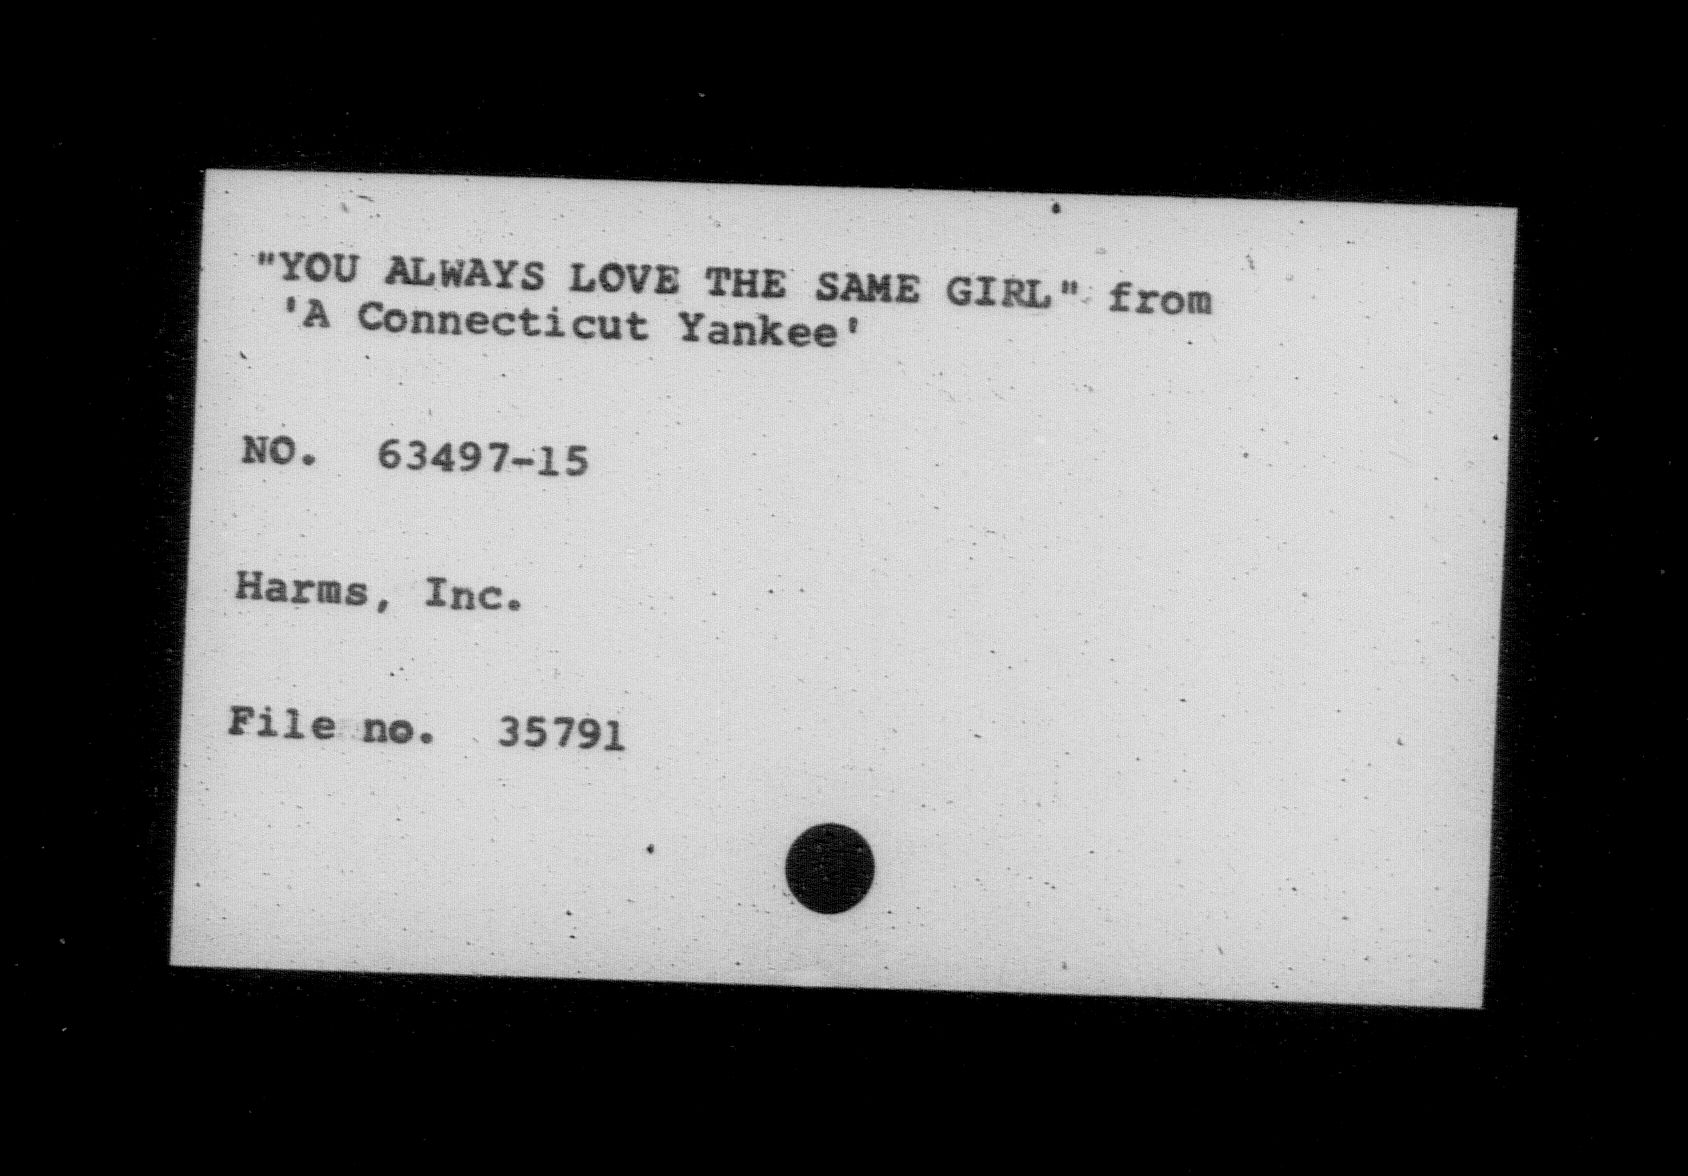 "YOU ALWAYS LOVE THE SAME GIRL" from
'A Connecticut Yankee'
NO. 63497-15
Harms, Inc.
File no. 35791